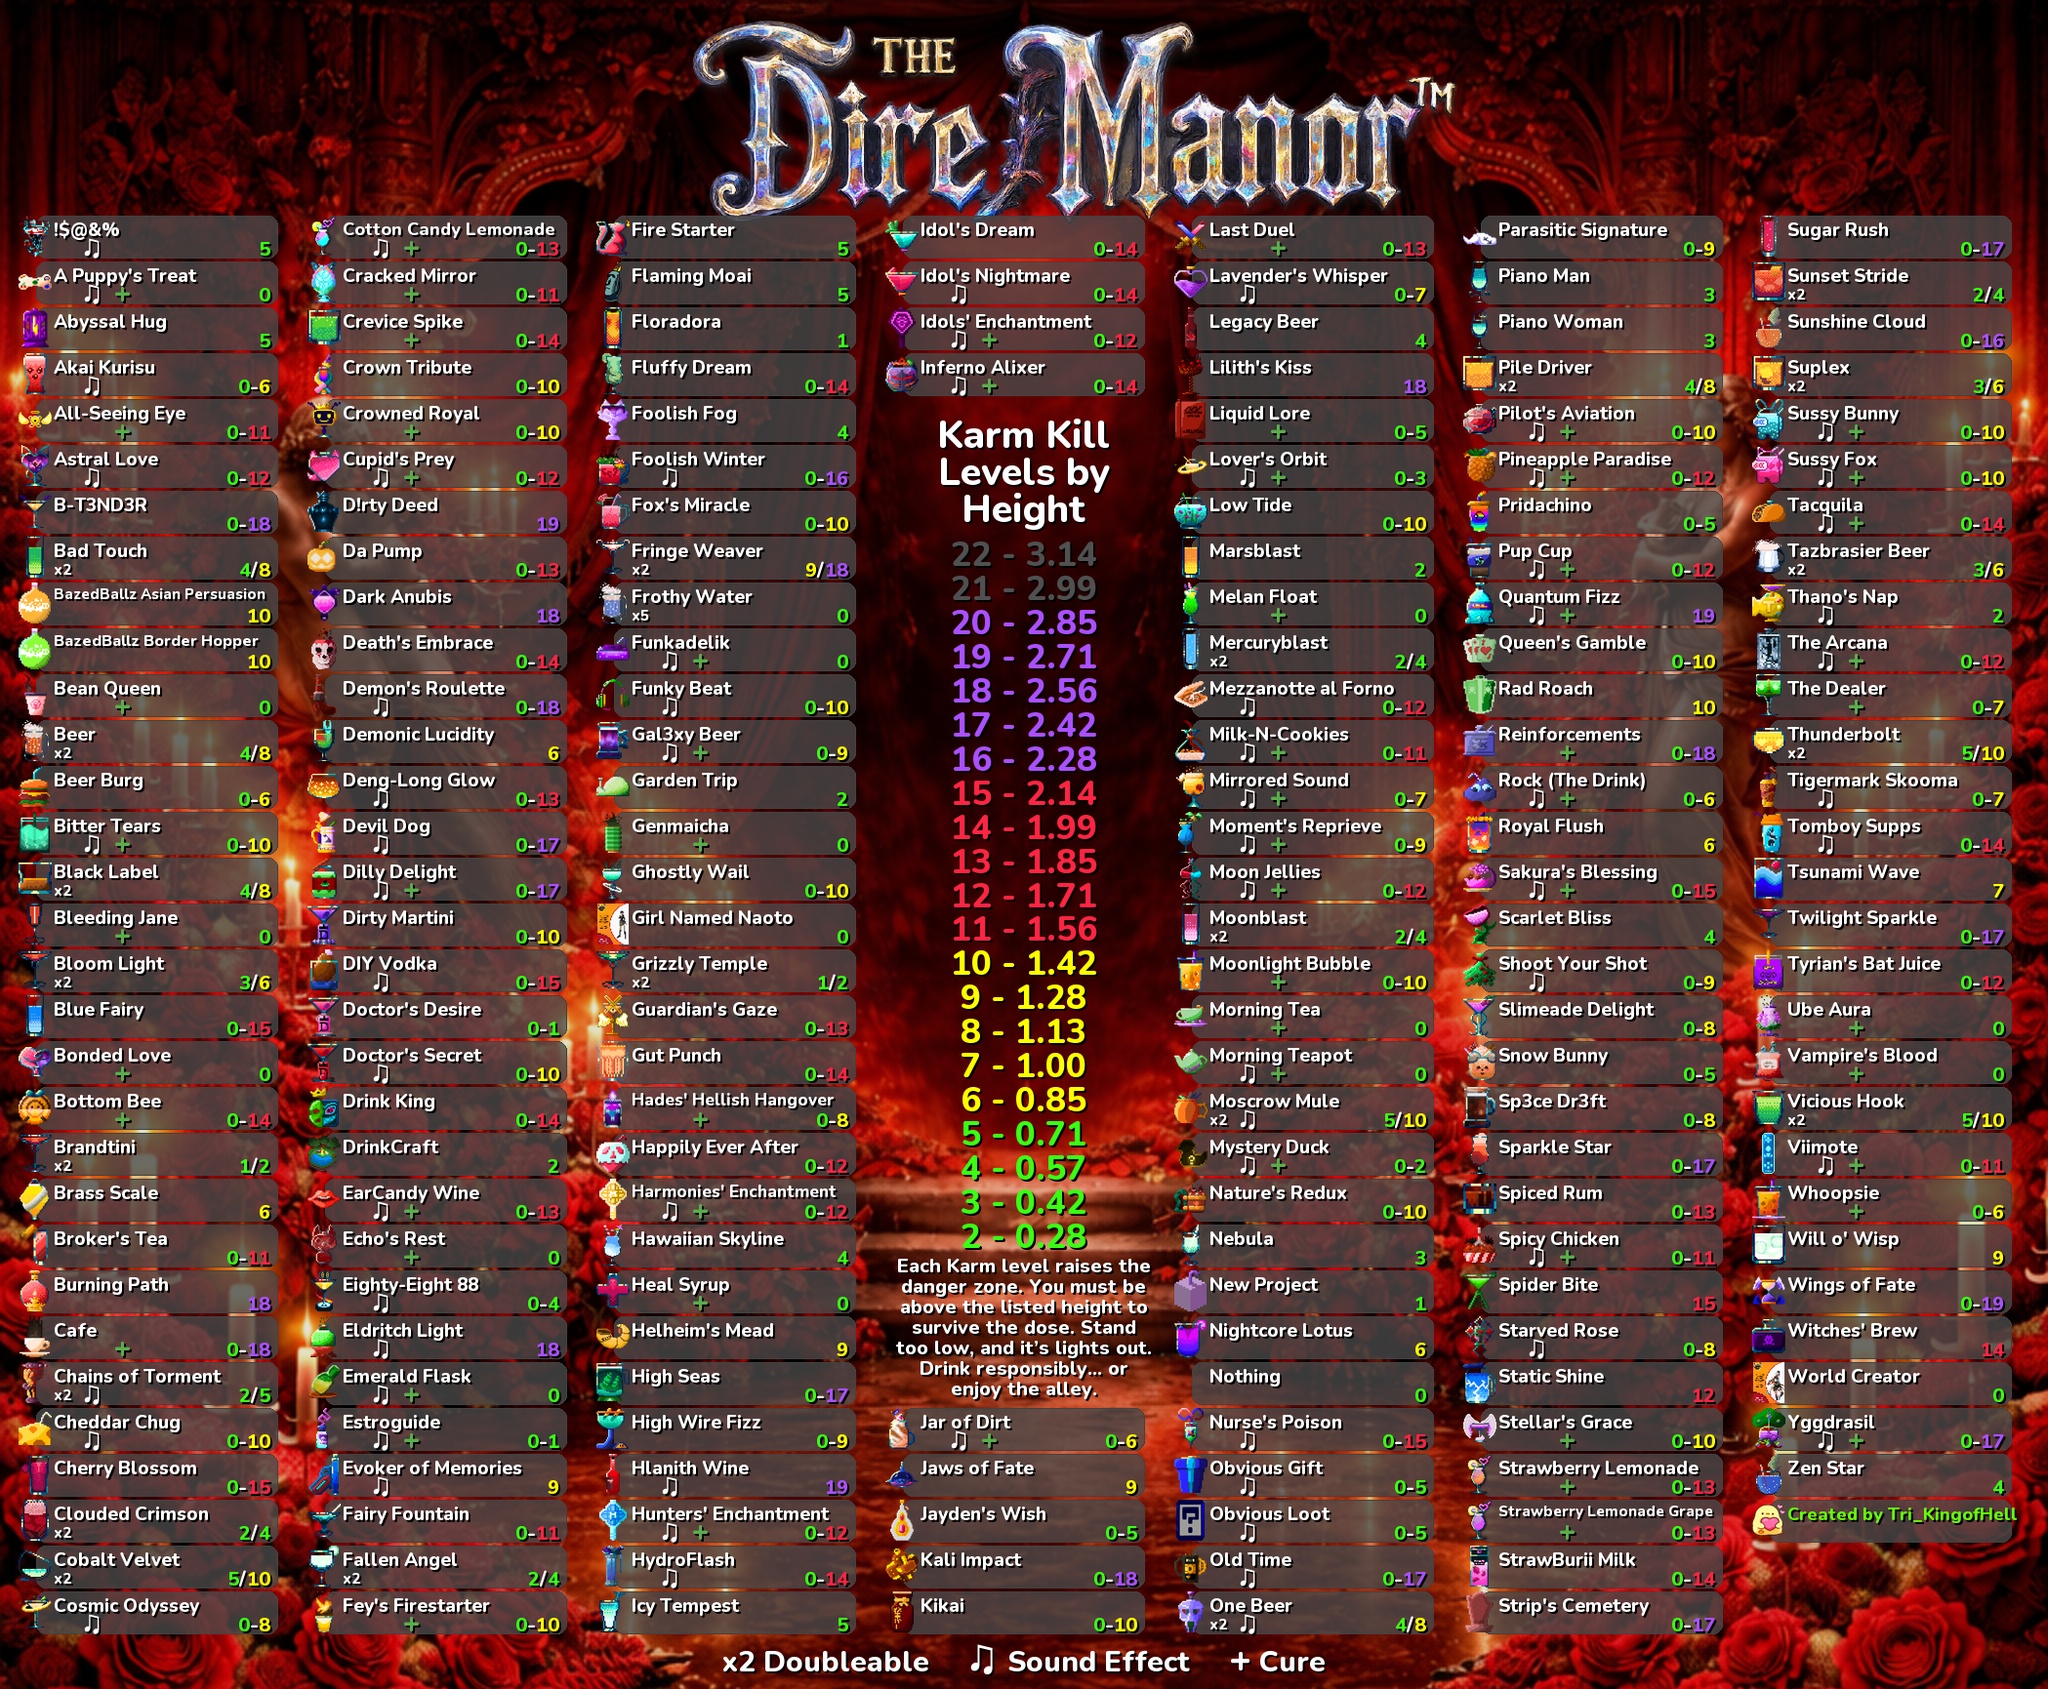 THE
Dire Manor™
!$@&%
♫
5
A Puppy's Treat
♫ +
0
Abyssal Hug
5
Akai Kurisu
♫
0-6
All-Seeing Eye
+
0-11
Astral Love
♫
0-12
B-T3ND3R
0-18
Bad Touch
x2
4/8
BazedBallz Asian Persuasion
10
BazedBallz Border Hopper
10
Bean Queen
+
0
Beer
x2
4/8
Beer Burg
0-6
Bitter Tears
♫ +
0-10
Black Label
x2
4/8
Bleeding Jane
+
0
Bloom Light
x2
3/6
Blue Fairy
0-15
Bonded Love
+
0
Bottom Bee
+
0-14
Brandtini
x2
1/2
Brass Scale
6
Broker's Tea
0-11
Burning Path
18
Cafe
+
0-18
Chains of Torment
x2 ♫
2/5
Cheddar Chug
♫
0-10
Cherry Blossom
0-15
Clouded Crimson
x2
2/4
Cobalt Velvet
x2
5/10
Cosmic Odyssey
♫
0-8
Cotton Candy Lemonade
♫ +
0-13
Cracked Mirror
+
0-11
Crevice Spike
+
0-14
Crown Tribute
0-10
Crowned Royal
+
0-10
Cupid's Prey
♫ +
0-12
D!rty Deed
19
Da Pump
0-13
Dark Anubis
18
Death's Embrace
0-14
Demon's Roulette
♫
0-18
Demonic Lucidity
6
Deng-Long Glow
♫
0-13
Devil Dog
♫
0-17
Dilly Delight
♫ +
0-17
Dirty Martini
0-10
DIY Vodka
♫
0-15
Doctor's Desire
0-1
Doctor's Secret
♫
0-10
Drink King
0-14
DrinkCraft
2
EarCandy Wine
♫ +
0-13
Echo's Rest
+
0
Eighty-Eight 88
♫
0-4
Eldritch Light
♫
18
Emerald Flask
♫ +
0
Estroguide
♫ +
0-1
Evoker of Memories
♫
9
Fairy Fountain
0-11
Fallen Angel
x2
2/4
Fey's Firestarter
+
0-10
Fire Starter
5
Flaming Moai
5
Floradora
1
Fluffy Dream
0-14
Foolish Fog
4
Foolish Winter
♫
0-16
Fox's Miracle
0-10
Fringe Weaver
x2
9/18
Frothy Water
x5
0
Funkadelik
♫ +
0
Funky Beat
♫
0-10
Gal3xy Beer
♫ +
0-9
Garden Trip
2
Genmaicha
+
0
Ghostly Wail
0-10
Girl Named Naoto
0
Grizzly Temple
x2
1/2
Guardian's Gaze
0-13
Gut Punch
0-14
Hades' Hellish Hangover
+
0-8
Happily Ever After
0-12
Harmonies' Enchantment
♫ +
0-12
Hawaiian Skyline
4
Heal Syrup
+
0
Helheim's Mead
9
High Seas
0-17
High Wire Fizz
0-9
Hlanith Wine
19
Hunters' Enchantment
♫ +
0-12
HydroFlash
♫
0-14
Icy Tempest
5
Idol's Dream
0-14
Idol's Nightmare
♫
0-14
Idols' Enchantment
♫ +
0-12
Inferno Alixer
♫ +
0-14
Karm Kill
Levels by
Height
22 - 3.14
21 - 2.99
20 - 2.85
19 - 2.71
18 - 2.56
17 - 2.42
16 - 2.28
15 - 2.14
14 - 1.99
13 - 1.85
12 - 1.71
11 - 1.56
10 - 1.42
9 - 1.28
8 - 1.13
7 - 1.00
6 - 0.85
5 - 0.71
4 - 0.57
3 - 0.42
2 - 0.28
Each Karm level raises the
danger zone. You must be
above the listed height to
survive the dose. Stand
too low, and it's lights out.
Drink responsibly... or
enjoy the alley.
Jar of Dirt
♫ +
0-6
Jaws of Fate
9
Jayden's Wish
0-5
Kali Impact
0-18
Kikai
0-10
Last Duel
+
0-13
Lavender's Whisper
♫
0-7
Legacy Beer
4
Lilith's Kiss
18
Liquid Lore
+
0-5
Lover's Orbit
♫ +
0-3
Low Tide
0-10
Marsblast
2
Melan Float
+
0
Mercuryblast
x2
2/4
Mezzanotte al Forno
♫
0-12
Milk-N-Cookies
♫ +
0-11
Mirrored Sound
♫ +
0-7
Moment's Reprieve
♫ +
0-9
Moon Jellies
♫ +
0-12
Moonblast
x2
2/4
Moonlight Bubble
+
0-10
Morning Tea
+
0
Morning Teapot
♫ +
0
Moscrow Mule
x2 ♫
5/10
Mystery Duck
♫ +
0-2
Nature's Redux
0-10
Nebula
3
New Project
1
Nightcore Lotus
6
Nothing
0
Nurse's Poison
♫
0-15
Obvious Gift
♫
0-5
Obvious Loot
♫
0-5
Old Time
♫
0-17
One Beer
x2 ♫
4/8
Parasitic Signature
0-9
Piano Man
3
Piano Woman
3
Pile Driver
x2
4/8
Pilot's Aviation
♫ +
0-10
Pineapple Paradise
♫ +
0-12
Pridachino
0-5
Pup Cup
♫ +
0-12
Quantum Fizz
♫ +
19
Queen's Gamble
0-10
Rad Roach
10
Reinforcements
+
0-18
Rock (The Drink)
♫ +
0-6
Royal Flush
6
Sakura's Blessing
♫ +
0-15
Scarlet Bliss
4
Shoot Your Shot
♫
0-9
Slimeade Delight
0-8
Snow Bunny
0-5
Sp3ce Dr3ft
0-8
Sparkle Star
0-17
Spiced Rum
0-13
Spicy Chicken
♫ +
0-11
Spider Bite
15
Starved Rose
♫
0-8
Static Shine
12
Stellar's Grace
+
0-10
Strawberry Lemonade
+
0-13
Strawberry Lemonade Grape
+
0-13
StrawBurii Milk
0-14
Strip's Cemetery
0-17
Sugar Rush
0-17
Sunset Stride
x2
2/4
Sunshine Cloud
0-16
Suplex
x2
3/6
Sussy Bunny
♫ +
0-10
Sussy Fox
♫ +
0-10
Tacquila
♫ +
0-14
Tazbrasier Beer
x2
3/6
Thano's Nap
♫
2
The Arcana
♫ +
0-12
The Dealer
+
0-7
Thunderbolt
x2
5/10
Tigermark Skooma
♫
0-7
Tomboy Supps
♫
0-14
Tsunami Wave
7
Twilight Sparkle
0-17
Tyrian's Bat Juice
0-12
Ube Aura
+
0
Vampire's Blood
+
0
Vicious Hook
x2
5/10
Viimote
♫ +
0-11
Whoopsie
+
0-6
Will o' Wisp
9
Wings of Fate
0-19
Witches' Brew
14
World Creator
0
Yggdrasil
♫ +
0-17
Zen Star
4
Created by Tri_KingofHell
x2 Doubleable ♫ Sound Effect + Cure